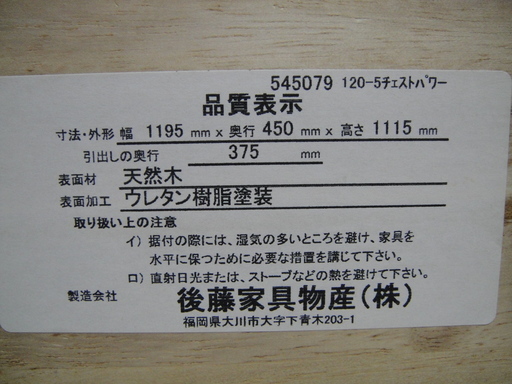 545079 120-5チェストパワー
品質表示
寸法・外形 幅 1195 mm x 奥行 450 mm x 高さ 1115 mm
引出しの奥行 375 mm
表面材 天然木
表面加工 ウレタン樹脂塗装
取り扱い上の注意
イ）据付の際には、湿気の多いところを避け、家具を
水平に保つために必要な措置を講じて下さい。
ロ）直射日光または、ストーブなどの熱を避けて下さい。
製造会社 後藤家具物産（株）
福岡県大川市大字下青木203-1